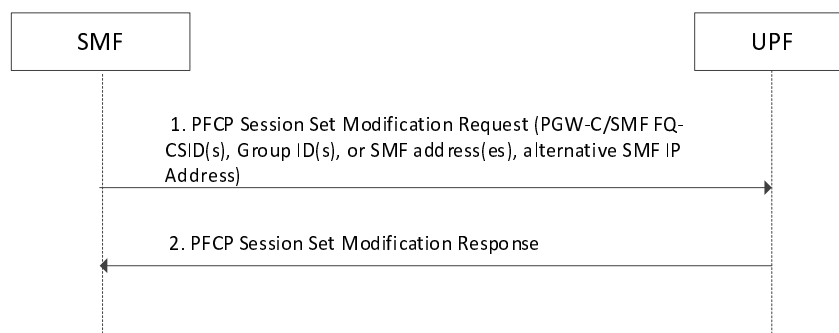 SMF
UPF
1. PFCP Session Set Modification Request (PGW-C/SMF FQ-
CSID(s), Group ID(s), or SMF address(es), alternative SMF IP
Address)
2. PFCP Session Set Modification Response